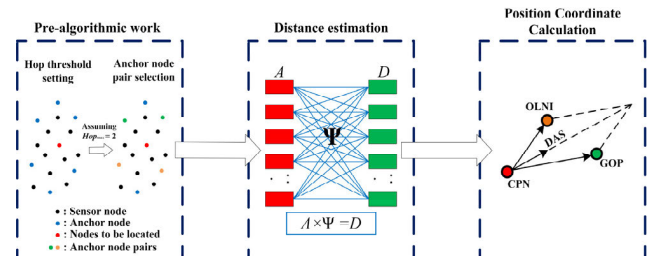 Pre-algorithmic work
Distance estimation
Position Coordinate
Calculation
Hop threshold
setting
Anchor node
pair selection
Assuming
Hopmax = 2
: Sensor node
: Anchor node
: Nodes to be located
: Anchor node pairs
A
D
Ψ
A×Ψ=D
OLNI
DAS
GOP
CPN